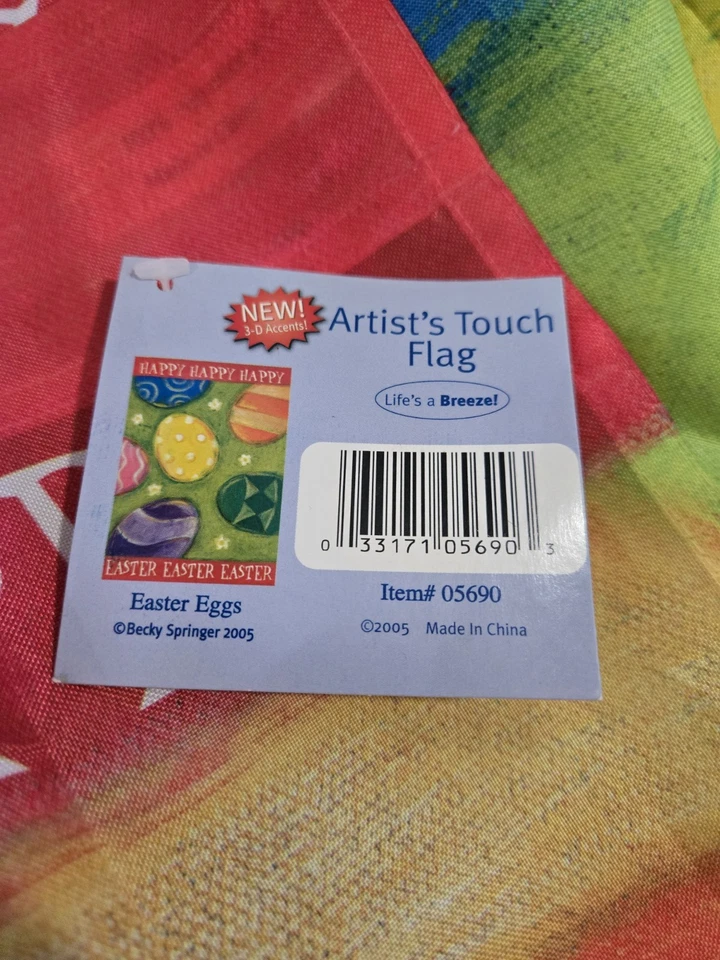 NEW!
3-D Accents!
Artist's Touch
Flag
Life's a Breeze!
HAPPY HAPPY HAPPY
EASTER EASTER EASTER
Easter Eggs
©Becky Springer 2005
0 33171 05690 3
Item# 05690
©2005 Made In China